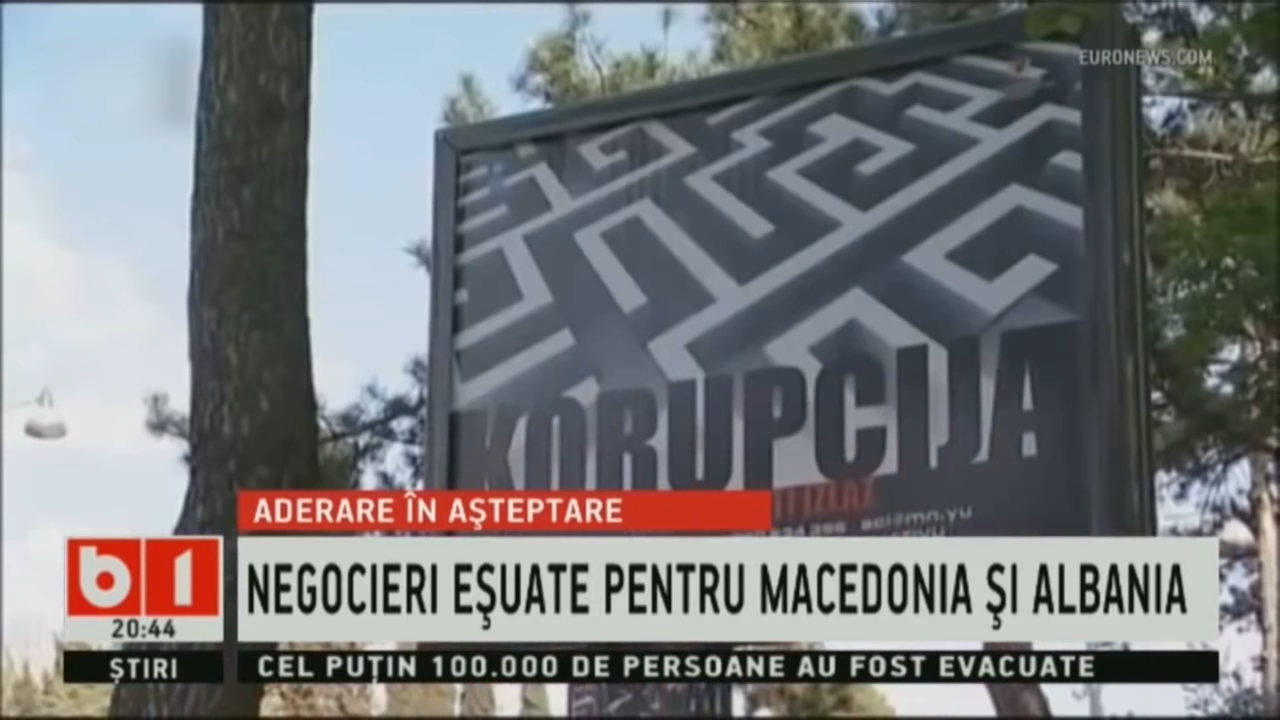 EURONEWS.COM
KORUPCIJA
IZLAZ
ADERARE ÎN AŞTEPTARE
NEGOCIERI EŞUATE PENTRU MACEDONIA ŞI ALBANIA
b1
20:44
ŞTIRI
CEL PUŢIN 100.000 DE PERSOANE AU FOST EVACUATE